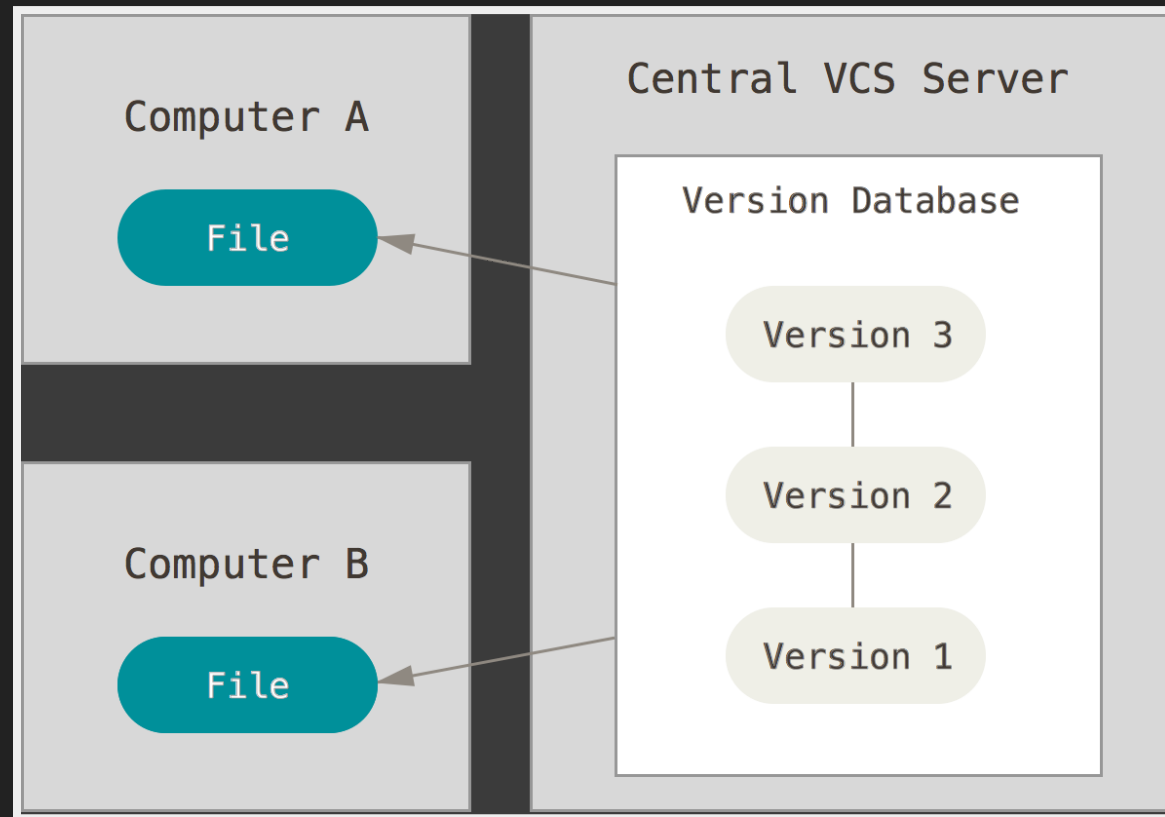 Computer A
File
Computer B
File
Central VCS Server
Version Database
Version 3
Version 2
Version 1